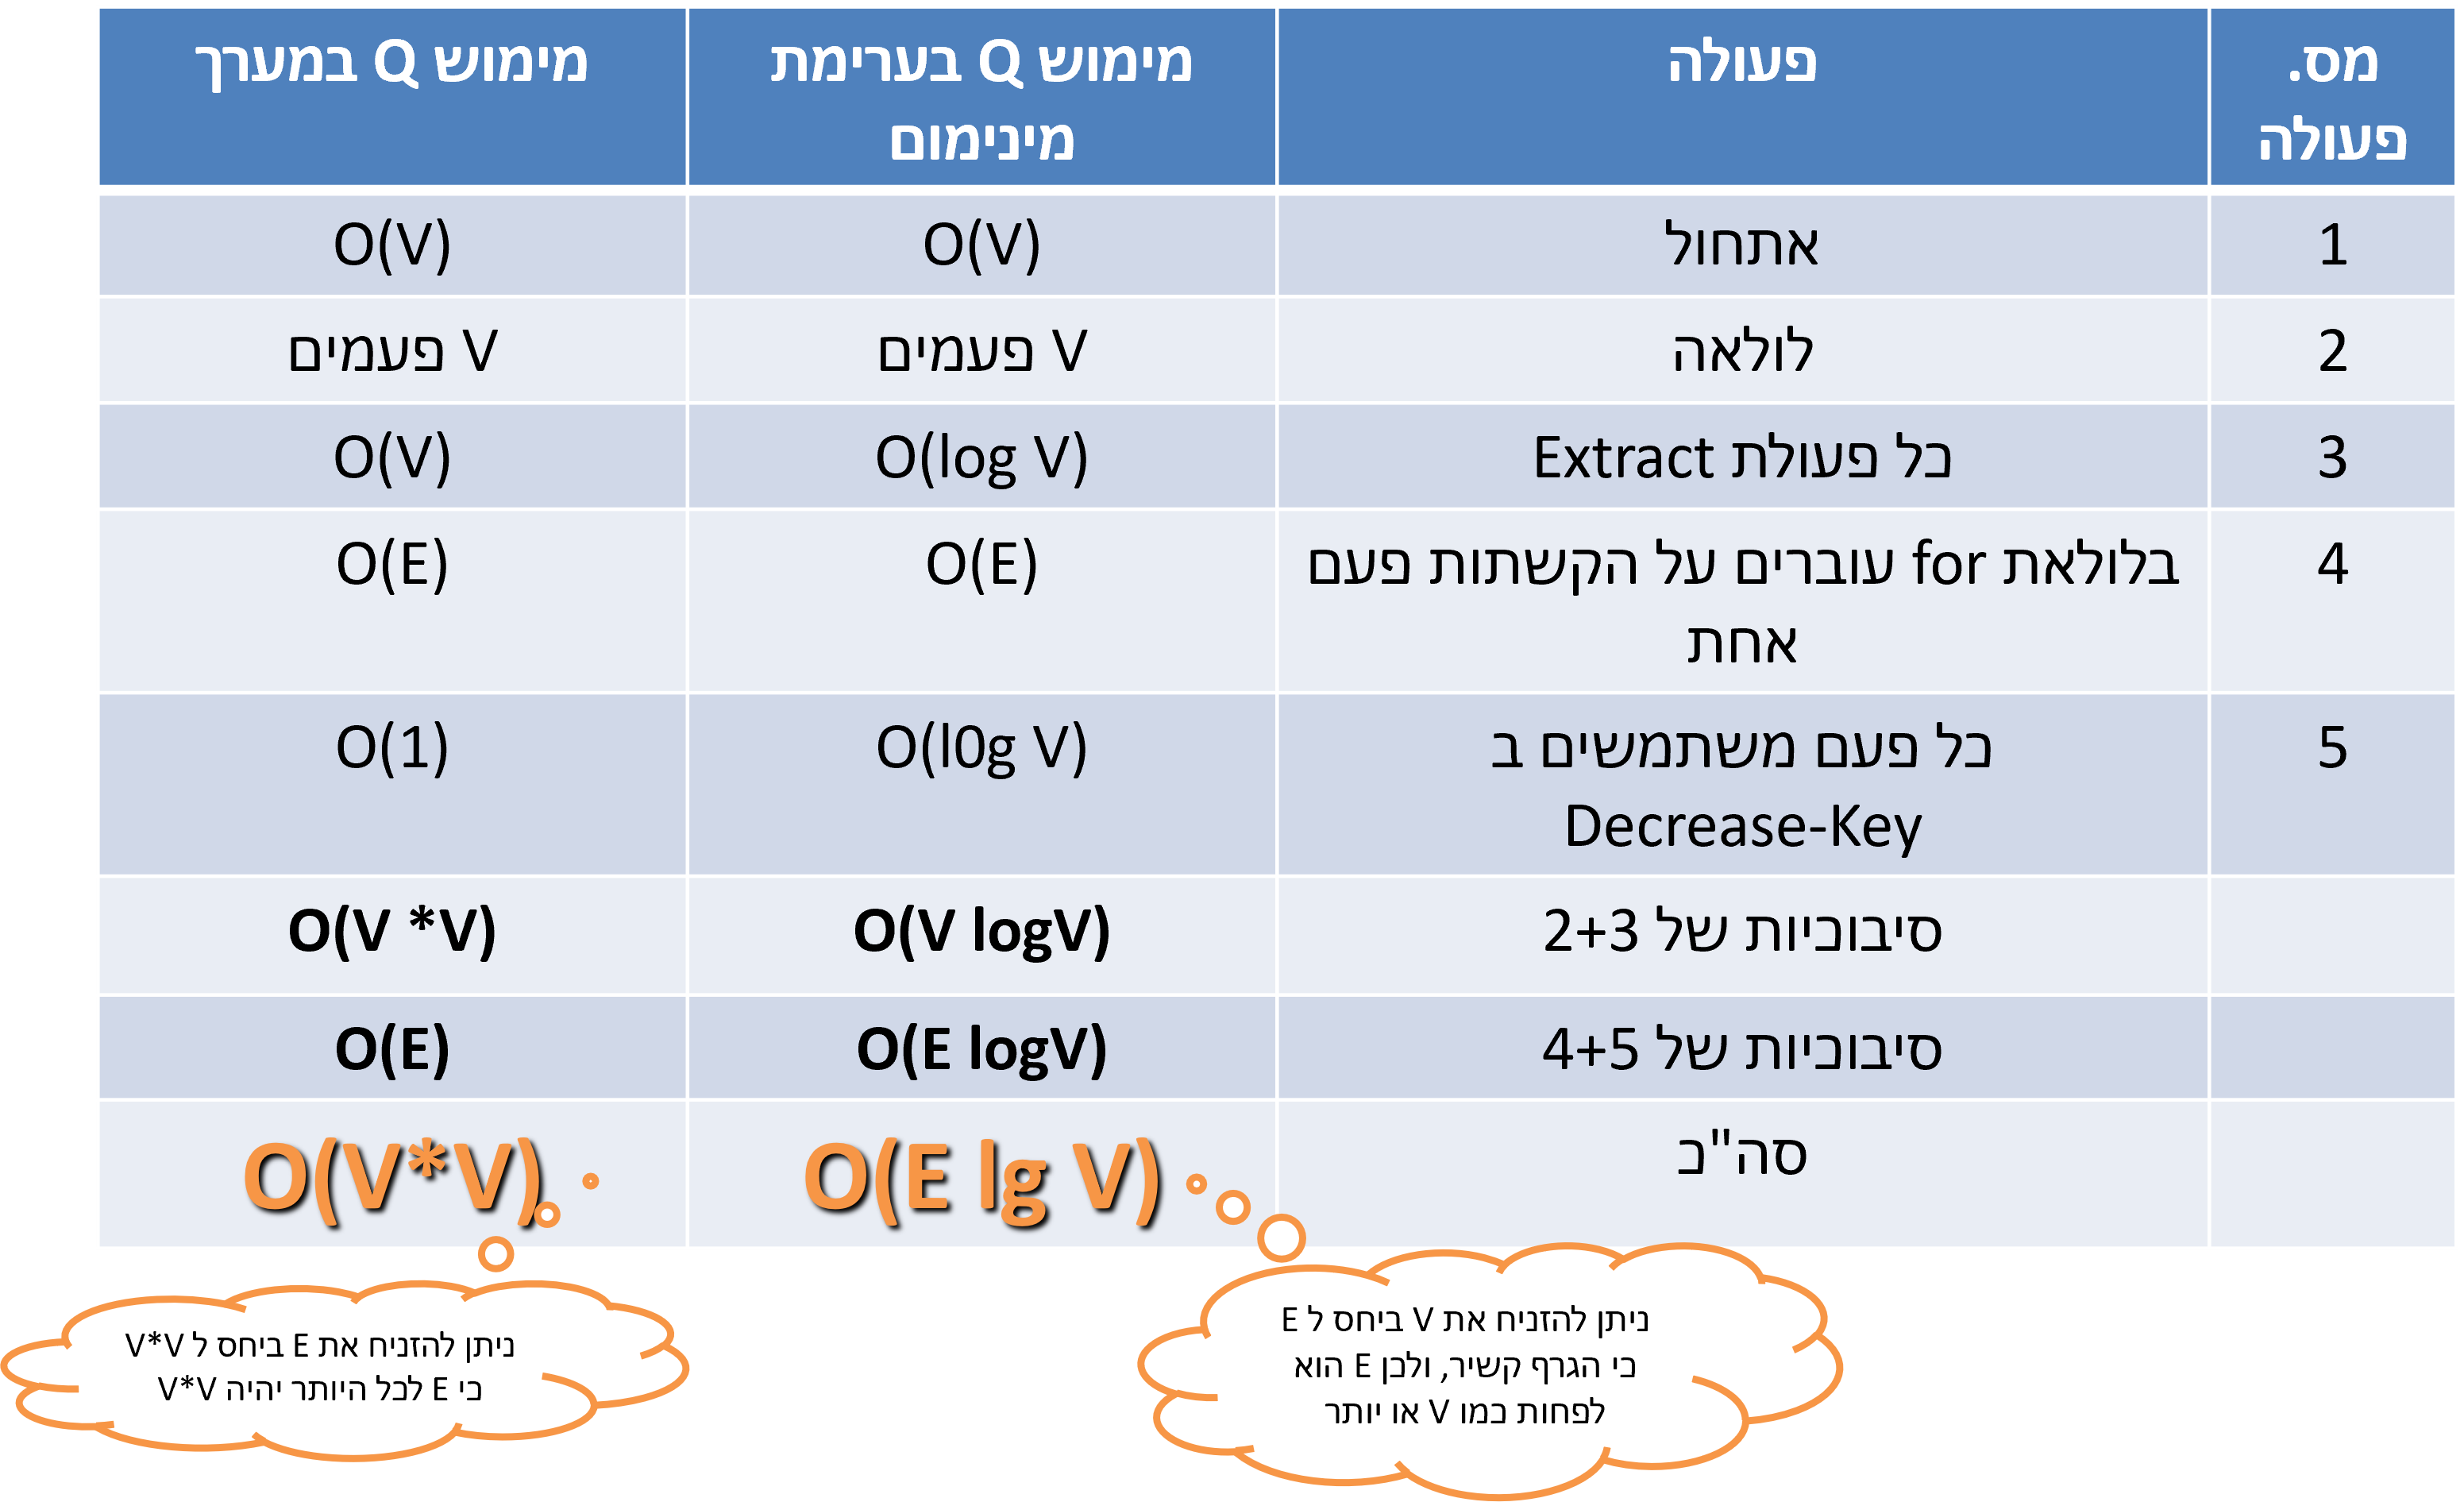 מס.
פעולה
פעולה
מימוש Q בערימת
מינימום
מימוש Q במערך
1
אתחול
O(V)
O(V)
2
לולאה
V פעמים
V פעמים
3
כל פעולת Extract
O(log V)
O(V)
4
בלולאת for עוברים על הקשתות פעם
אחת
O(E)
O(E)
5
כל פעם משתמשים ב
Decrease-Key
O(l0g V)
O(1)
סיבוכיות של 2+3
O(V logV)
O(V *V)
סיבוכיות של 4+5
O(E logV)
O(E)
סה"כ
O(E lg V)
O(V*V)
ניתן להזניח את V ביחס ל E
כי הגרף קשיר, ולכן E הוא
לפחות כמו V או יותר
ניתן להזניח את E ביחס ל V*V
כי E לכל היותר יהיה V*V